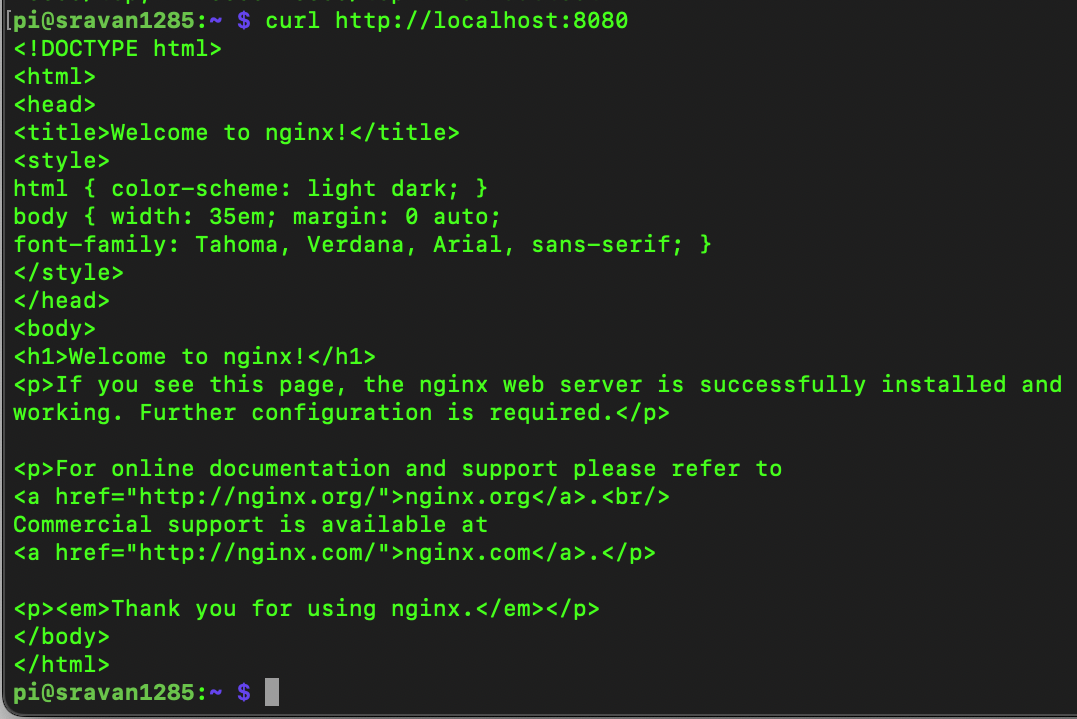 pi@sravan1285:~ $ curl http://localhost:8080
<!DOCTYPE html>
<html>
<head>
<title>Welcome to nginx!</title>
<style>
html { color-scheme: light dark; }
body { width: 35em; margin: 0 auto;
font-family: Tahoma, Verdana, Arial, sans-serif; }
</style>
</head>
<body>
<h1>Welcome to nginx!</h1>
<p>If you see this page, the nginx web server is successfully installed and
working. Further configuration is required.</p>

<p>For online documentation and support please refer to
<a href="http://nginx.org/">nginx.org</a>.<br/>
Commercial support is available at
<a href="http://nginx.com/">nginx.com</a>.</p>

<p><em>Thank you for using nginx.</em></p>
</body>
</html>
pi@sravan1285:~ $